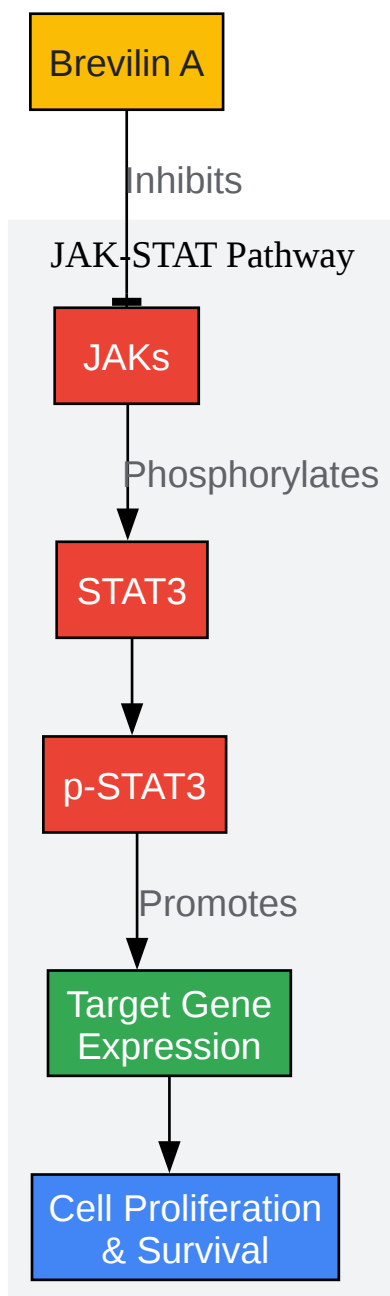 Brevilin A
Inhibits
JAK-STAT Pathway
JAKs
Phosphorylates
STAT3
p-STAT3
Promotes
Target Gene
Expression
Cell Proliferation
& Survival